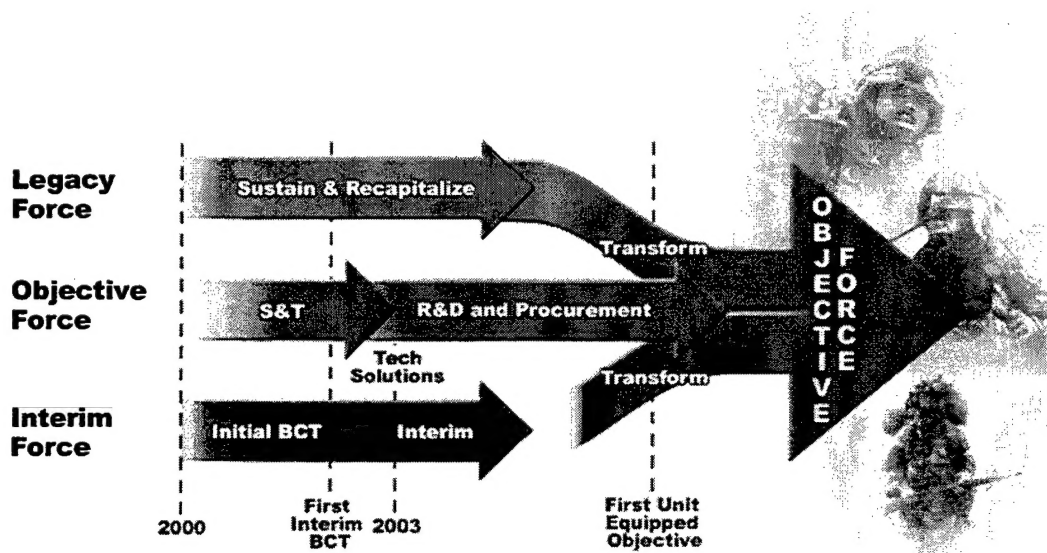 Legacy
Force
Sustain & Recapitalize
Transform
Objective
Force
S&T
R&D and Procurement
Tech
Solutions
Transform
Interim
Force
Initial BCT
Interim
2000
First
Interim
BCT
2003
First Unit
Equipped
Objective
OBJECTIVE
FORCE